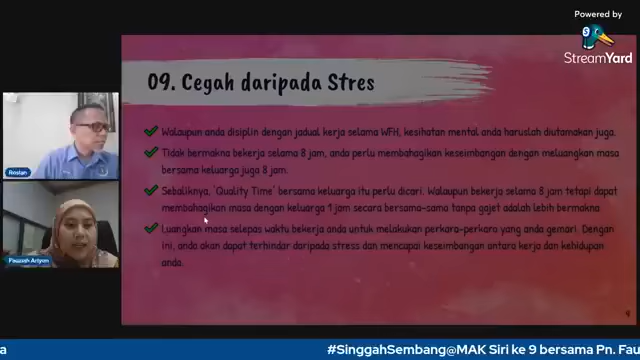 Powered by
StreamYard
09. Cegah daripada Stres
Walaupun anda disiplin dengan jadual kerja selama WFH, kesihatan mental anda haruslah diutamakan juga.
Tidak bermakna bekerja selama 8 jam, anda perlu membahagikan keseimbangan dengan meluangkan masa
bersama keluarga juga 8 jam.
Sebaliknya, 'Quality Time' bersama keluarga itu perlu dicari. Walaupun bekerja selama 8 jam tetapi dapat
membahagikan masa dengan keluarga 1 jam secara bersama-sama tanpa gajet adalah lebih bermakna.
Luangkan masa selepas waktu bekerja anda untuk melakukan perkara-perkara yang anda gemari. Dengan
ini, anda akan dapat terhindar daripada stress dan mencapai keseimbangan antara kerja dan kehidupan
anda.
9
Roslan
Fauziah Ariyon
a
#SinggahSembang@MAK Siri ke 9 bersama Pn. Fau